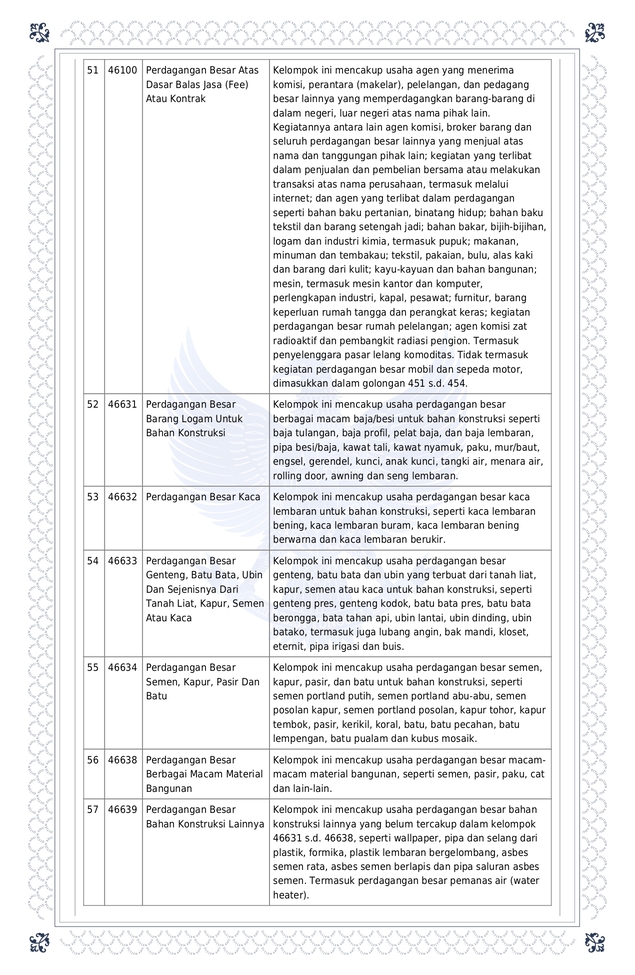 51 46100 Perdagangan Besar Atas Kelompok ini mencakup usaha agen yang menerima
Dasar Balas Jasa (Fee) komisi, perantara (makelar), pelelangan, dan pedagang
Atau Kontrak besar lainnya yang memperdagangkan barang-barang di
dalam negeri, luar negeri atas nama pihak lain.
Kegiatannya antara lain agen komisi, broker barang dan
seluruh perdagangan besar lainnya yang menjual atas
nama dan tanggungan pihak lain; kegiatan yang terlibat
dalam penjualan dan pembelian bersama atau melakukan
transaksi atas nama perusahaan, termasuk melalui
internet; dan agen yang terlibat dalam perdagangan
seperti bahan baku pertanian, binatang hidup; bahan baku
tekstil dan barang setengah jadi; bahan bakar, bijih-bijihan,
logam dan industri kimia, termasuk pupuk; makanan,
minuman dan tembakau; tekstil, pakaian, bulu, alas kaki
dan barang dari kulit; kayu-kayuan dan bahan bangunan;
mesin, termasuk mesin kantor dan komputer,
perlengkapan industri, kapal, pesawat; furnitur, barang
keperluan rumah tangga dan perangkat keras; kegiatan
perdagangan besar rumah pelelangan; agen komisi zat
radioaktif dan pembangkit radiasi pengion. Termasuk
penyelenggara pasar lelang komoditas. Tidak termasuk
kegiatan perdagangan besar mobil dan sepeda motor,
dimasukkan dalam golongan 451 s.d. 454.
52 46631 Perdagangan Besar Kelompok ini mencakup usaha perdagangan besar
Barang Logam Untuk berbagai macam baja/besi untuk bahan konstruksi seperti
Bahan Konstruksi baja tulangan, baja profil, pelat baja, dan baja lembaran,
pipa besi/baja, kawat tali, kawat nyamuk, paku, mur/baut,
engsel, gerendel, kunci, anak kunci, tangki air, menara air,
rolling door, awning dan seng lembaran.
53 46632 Perdagangan Besar Kaca Kelompok ini mencakup usaha perdagangan besar kaca
lembaran untuk bahan konstruksi, seperti kaca lembaran
bening, kaca lembaran buram, kaca lembaran bening
berwarna dan kaca lembaran berukir.
54 46633 Perdagangan Besar Kelompok ini mencakup usaha perdagangan besar
Genteng, Batu Bata, Ubin genteng, batu bata dan ubin yang terbuat dari tanah liat,
Dan Sejenisnya Dari kapur, semen atau kaca untuk bahan konstruksi, seperti
Tanah Liat, Kapur, Semen genteng pres, genteng kodok, batu bata pres, batu bata
Atau Kaca berongga, bata tahan api, ubin lantai, ubin dinding, ubin
batako, termasuk juga lubang angin, bak mandi, kloset,
eternit, pipa irigasi dan buis.
55 46634 Perdagangan Besar Kelompok ini mencakup usaha perdagangan besar semen,
Semen, Kapur, Pasir Dan kapur, pasir, dan batu untuk bahan konstruksi, seperti
Batu semen portland putih, semen portland abu-abu, semen
posolan kapur, semen portland posolan, kapur tohor, kapur
tembok, pasir, kerikil, koral, batu, batu pecahan, batu
lempengan, batu pualam dan kubus mosaik.
56 46638 Perdagangan Besar Kelompok ini mencakup usaha perdagangan besar macam-
Berbagai Macam Material macam material bangunan, seperti semen, pasir, paku, cat
Bangunan dan lain-lain.
57 46639 Perdagangan Besar Kelompok ini mencakup usaha perdagangan besar bahan
Bahan Konstruksi Lainnya konstruksi lainnya yang belum tercakup dalam kelompok
46631 s.d. 46638, seperti wallpaper, pipa dan selang dari
plastik, formika, plastik lembaran bergelombang, asbes
semen rata, asbes semen berlapis dan pipa saluran asbes
semen. Termasuk perdagangan besar pemanas air (water
heater).